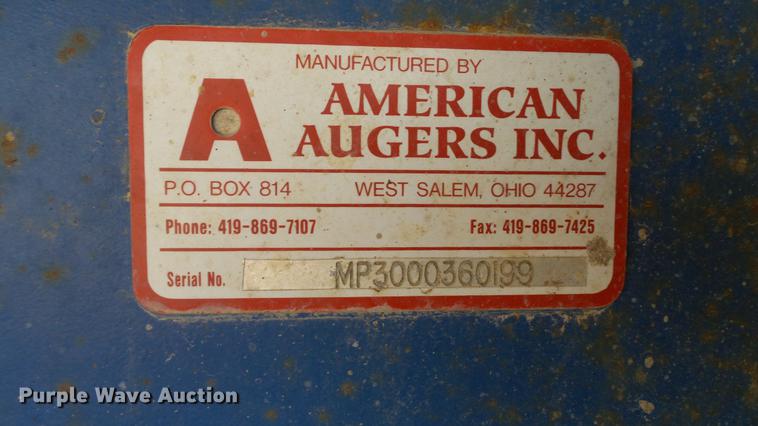 MANUFACTURED BY
A AMERICAN
AUGERS INC.
P.O. BOX 814 WEST SALEM, OHIO 44287
Phone: 419-869-7107 Fax: 419-869-7425
Serial No. MP3000360199
Purple Wave Auction